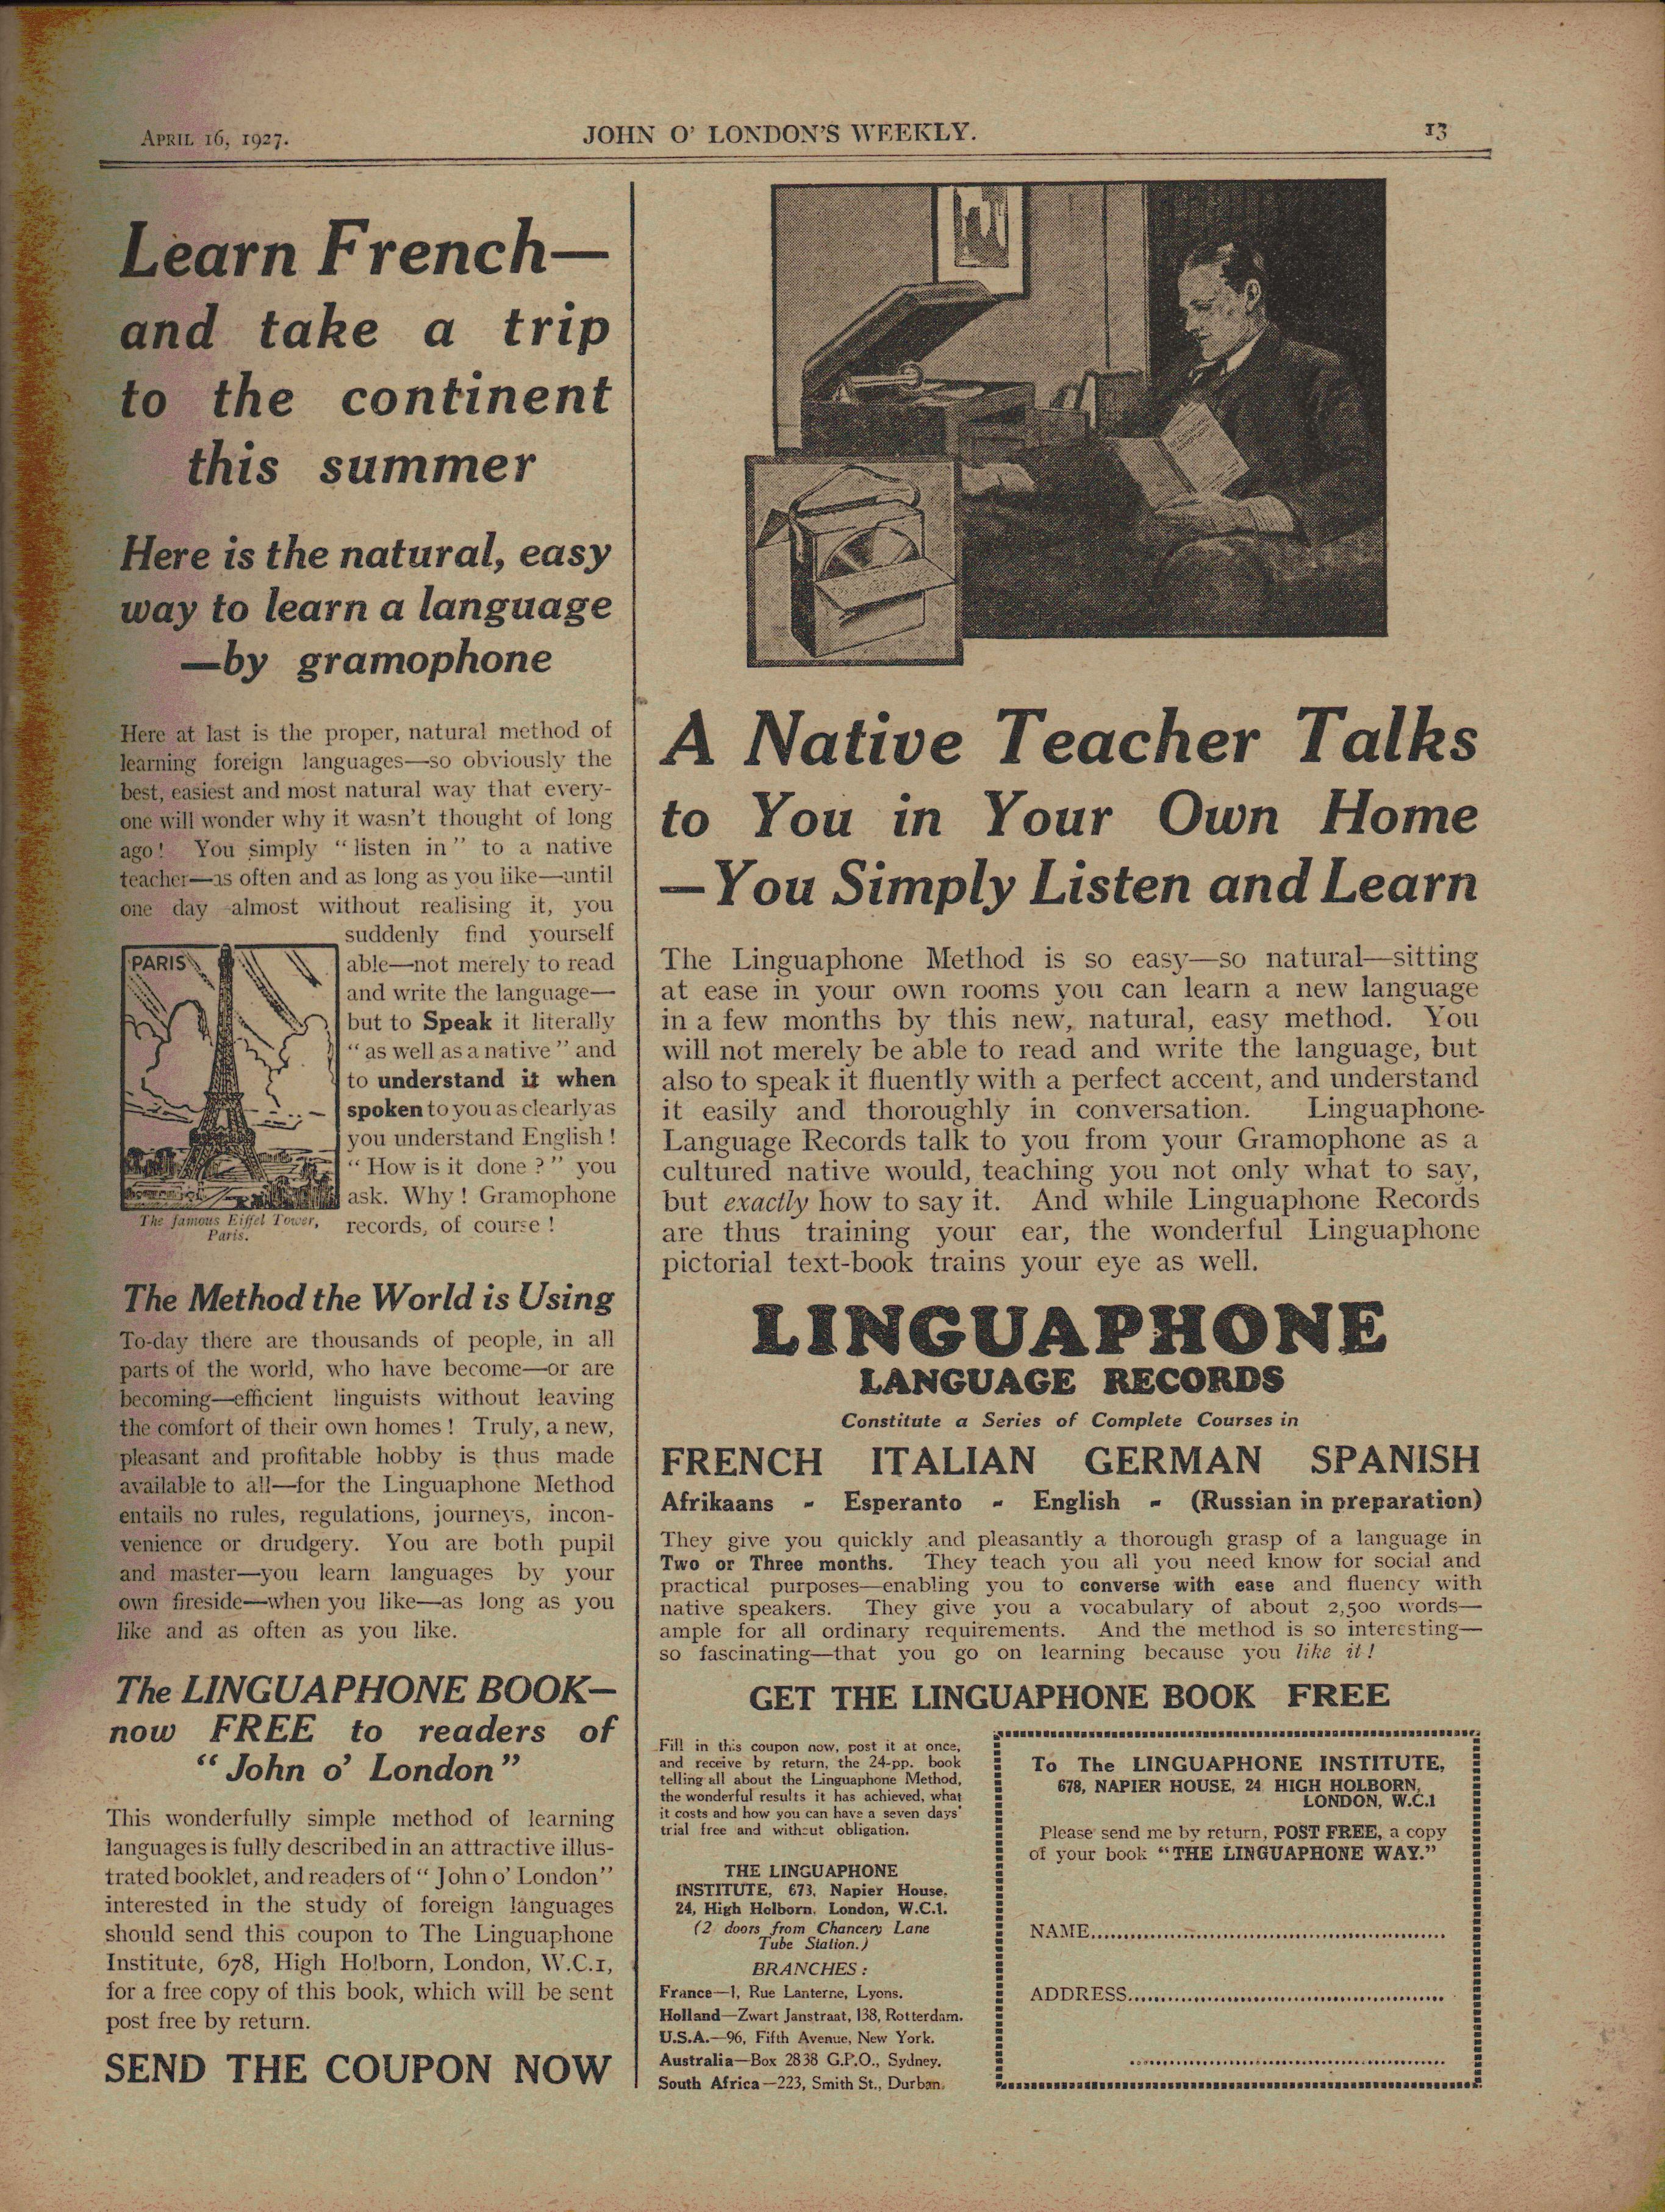 APRIL 16, 1927.
JOHN O' LONDON'S WEEKLY.
13
Learn French—
and take a trip
to the continent
this summer
Here is the natural, easy
way to learn a language
—by gramophone
Here at last is the proper, natural method of
learning foreign languages—so obviously the
best, easiest and most natural way that every-
one will wonder why it wasn't thought of long
ago! You simply “listen in” to a native
teacher—as often and as long as you like—until
one day almost without realising it, you
suddenly find yourself
able—not merely to read
and write the language—
but to Speak it literally
“as well as a native” and
to understand it when
spoken to you as clearly as
you understand English!
“How is it done?” you
ask. Why! Gramophone
records, of course!
PARIS
The famous Eiffel Tower,
Paris.
The Method the World is Using
To-day there are thousands of people, in all
parts of the world, who have become—or are
becoming—efficient linguists without leaving
the comfort of their own homes! Truly, a new,
pleasant and profitable hobby is thus made
available to all—for the Linguaphone Method
entails no rules, regulations, journeys, incon-
venience or drudgery. You are both pupil
and master—you learn languages by your
own fireside—when you like—as long as you
like and as often as you like.
The LINGUAPHONE BOOK—
now FREE to readers of
“John o' London”
This wonderfully simple method of learning
languages is fully described in an attractive illus-
trated booklet, and readers of “John o' London”
interested in the study of foreign languages
should send this coupon to The Linguaphone
Institute, 678, High Holborn, London, W.C.1,
for a free copy of this book, which will be sent
post free by return.
SEND THE COUPON NOW
A Native Teacher Talks
to You in Your Own Home
—You Simply Listen and Learn
The Linguaphone Method is so easy—so natural—sitting
at ease in your own rooms you can learn a new language
in a few months by this new, natural, easy method. You
will not merely be able to read and write the language, but
also to speak it fluently with a perfect accent, and understand
it easily and thoroughly in conversation. Linguaphone-
Language Records talk to you from your Gramophone as a
cultured native would, teaching you not only what to say,
but exactly how to say it. And while Linguaphone Records
are thus training your ear, the wonderful Linguaphone
pictorial text-book trains your eye as well.
LINGUAPHONE
LANGUAGE RECORDS
Constitute a Series of Complete Courses in
FRENCH ITALIAN GERMAN SPANISH
Afrikaans - Esperanto - English - (Russian in preparation)
They give you quickly and pleasantly a thorough grasp of a language in
Two or Three months. They teach you all you need know for social and
practical purposes—enabling you to converse with ease and fluency with
native speakers. They give you a vocabulary of about 2,500 words—
ample for all ordinary requirements. And the method is so interesting—
so fascinating—that you go on learning because you like it!
GET THE LINGUAPHONE BOOK FREE
Fill in this coupon now, post it at once,
and receive by return, the 24-pp. book
telling all about the Linguaphone Method,
the wonderful results it has achieved, what
it costs and how you can have a seven days'
trial free and without obligation.
THE LINGUAPHONE
INSTITUTE, 673, Napier House,
24, High Holborn, London, W.C.1.
(2 doors from Chancery Lane
Tube Station.)
BRANCHES:
France—1, Rue Lanterne, Lyons.
Holland—Zwart Janstraat, 138, Rotterdam.
U.S.A.—96, Fifth Avenue, New York.
Australia—Box 2838 G.P.O., Sydney.
South Africa—223, Smith St., Durban.
To The LINGUAPHONE INSTITUTE,
678, NAPIER HOUSE, 24 HIGH HOLBORN,
LONDON, W.C.1
Please send me by return, POST FREE, a copy
of your book “THE LINGUAPHONE WAY.”
NAME
ADDRESS